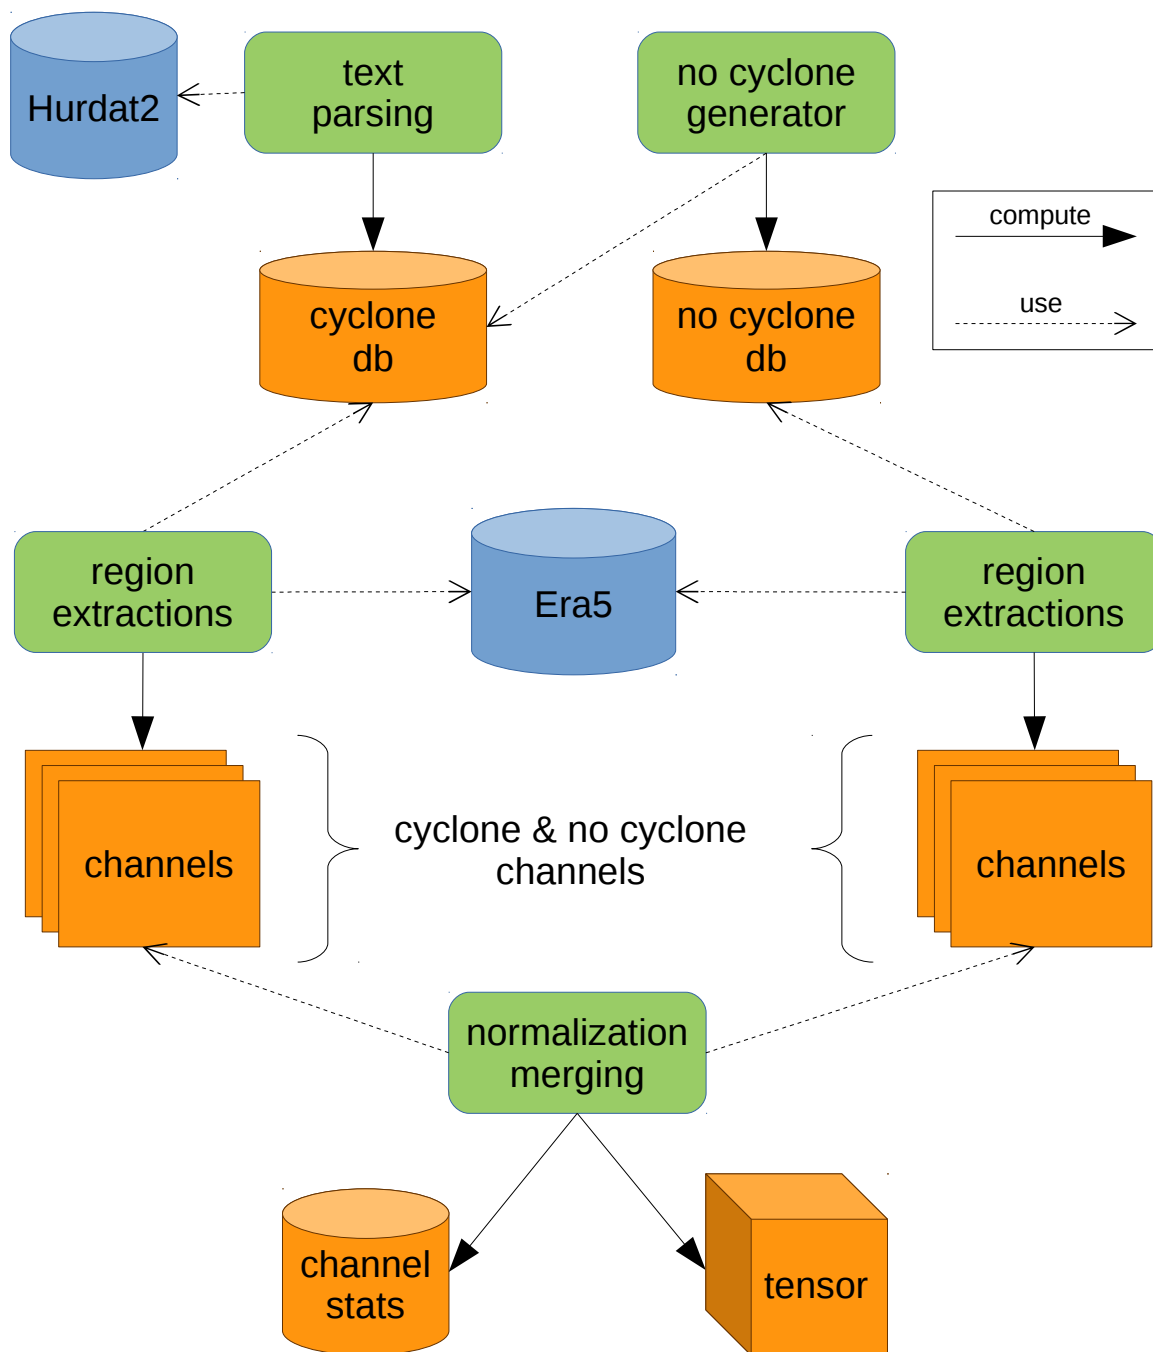 Hurdat2
text
parsing
no cyclone
generator
compute
use
cyclone
db
no cyclone
db
region
extractions
Era5
region
extractions
channels
cyclone & no cyclone
channels
channels
normalization
merging
channel
stats
tensor